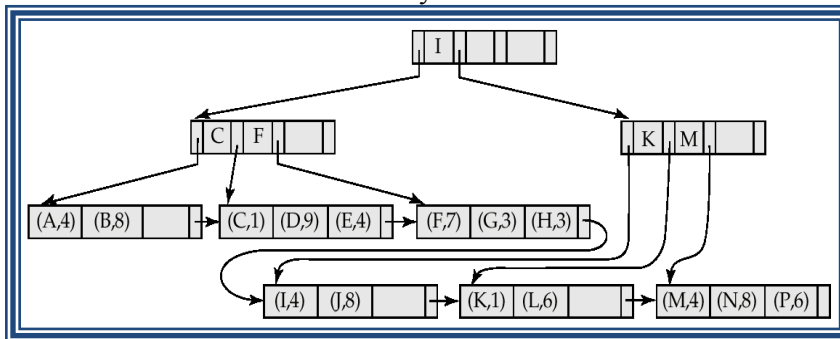 I
C F
K M
(A,4) (B,8)
(C,1) (D,9) (E,4)
(F,7) (G,3) (H,3)
(I,4) (J,8)
(K,1) (L,6)
(M,4) (N,8) (P,6)